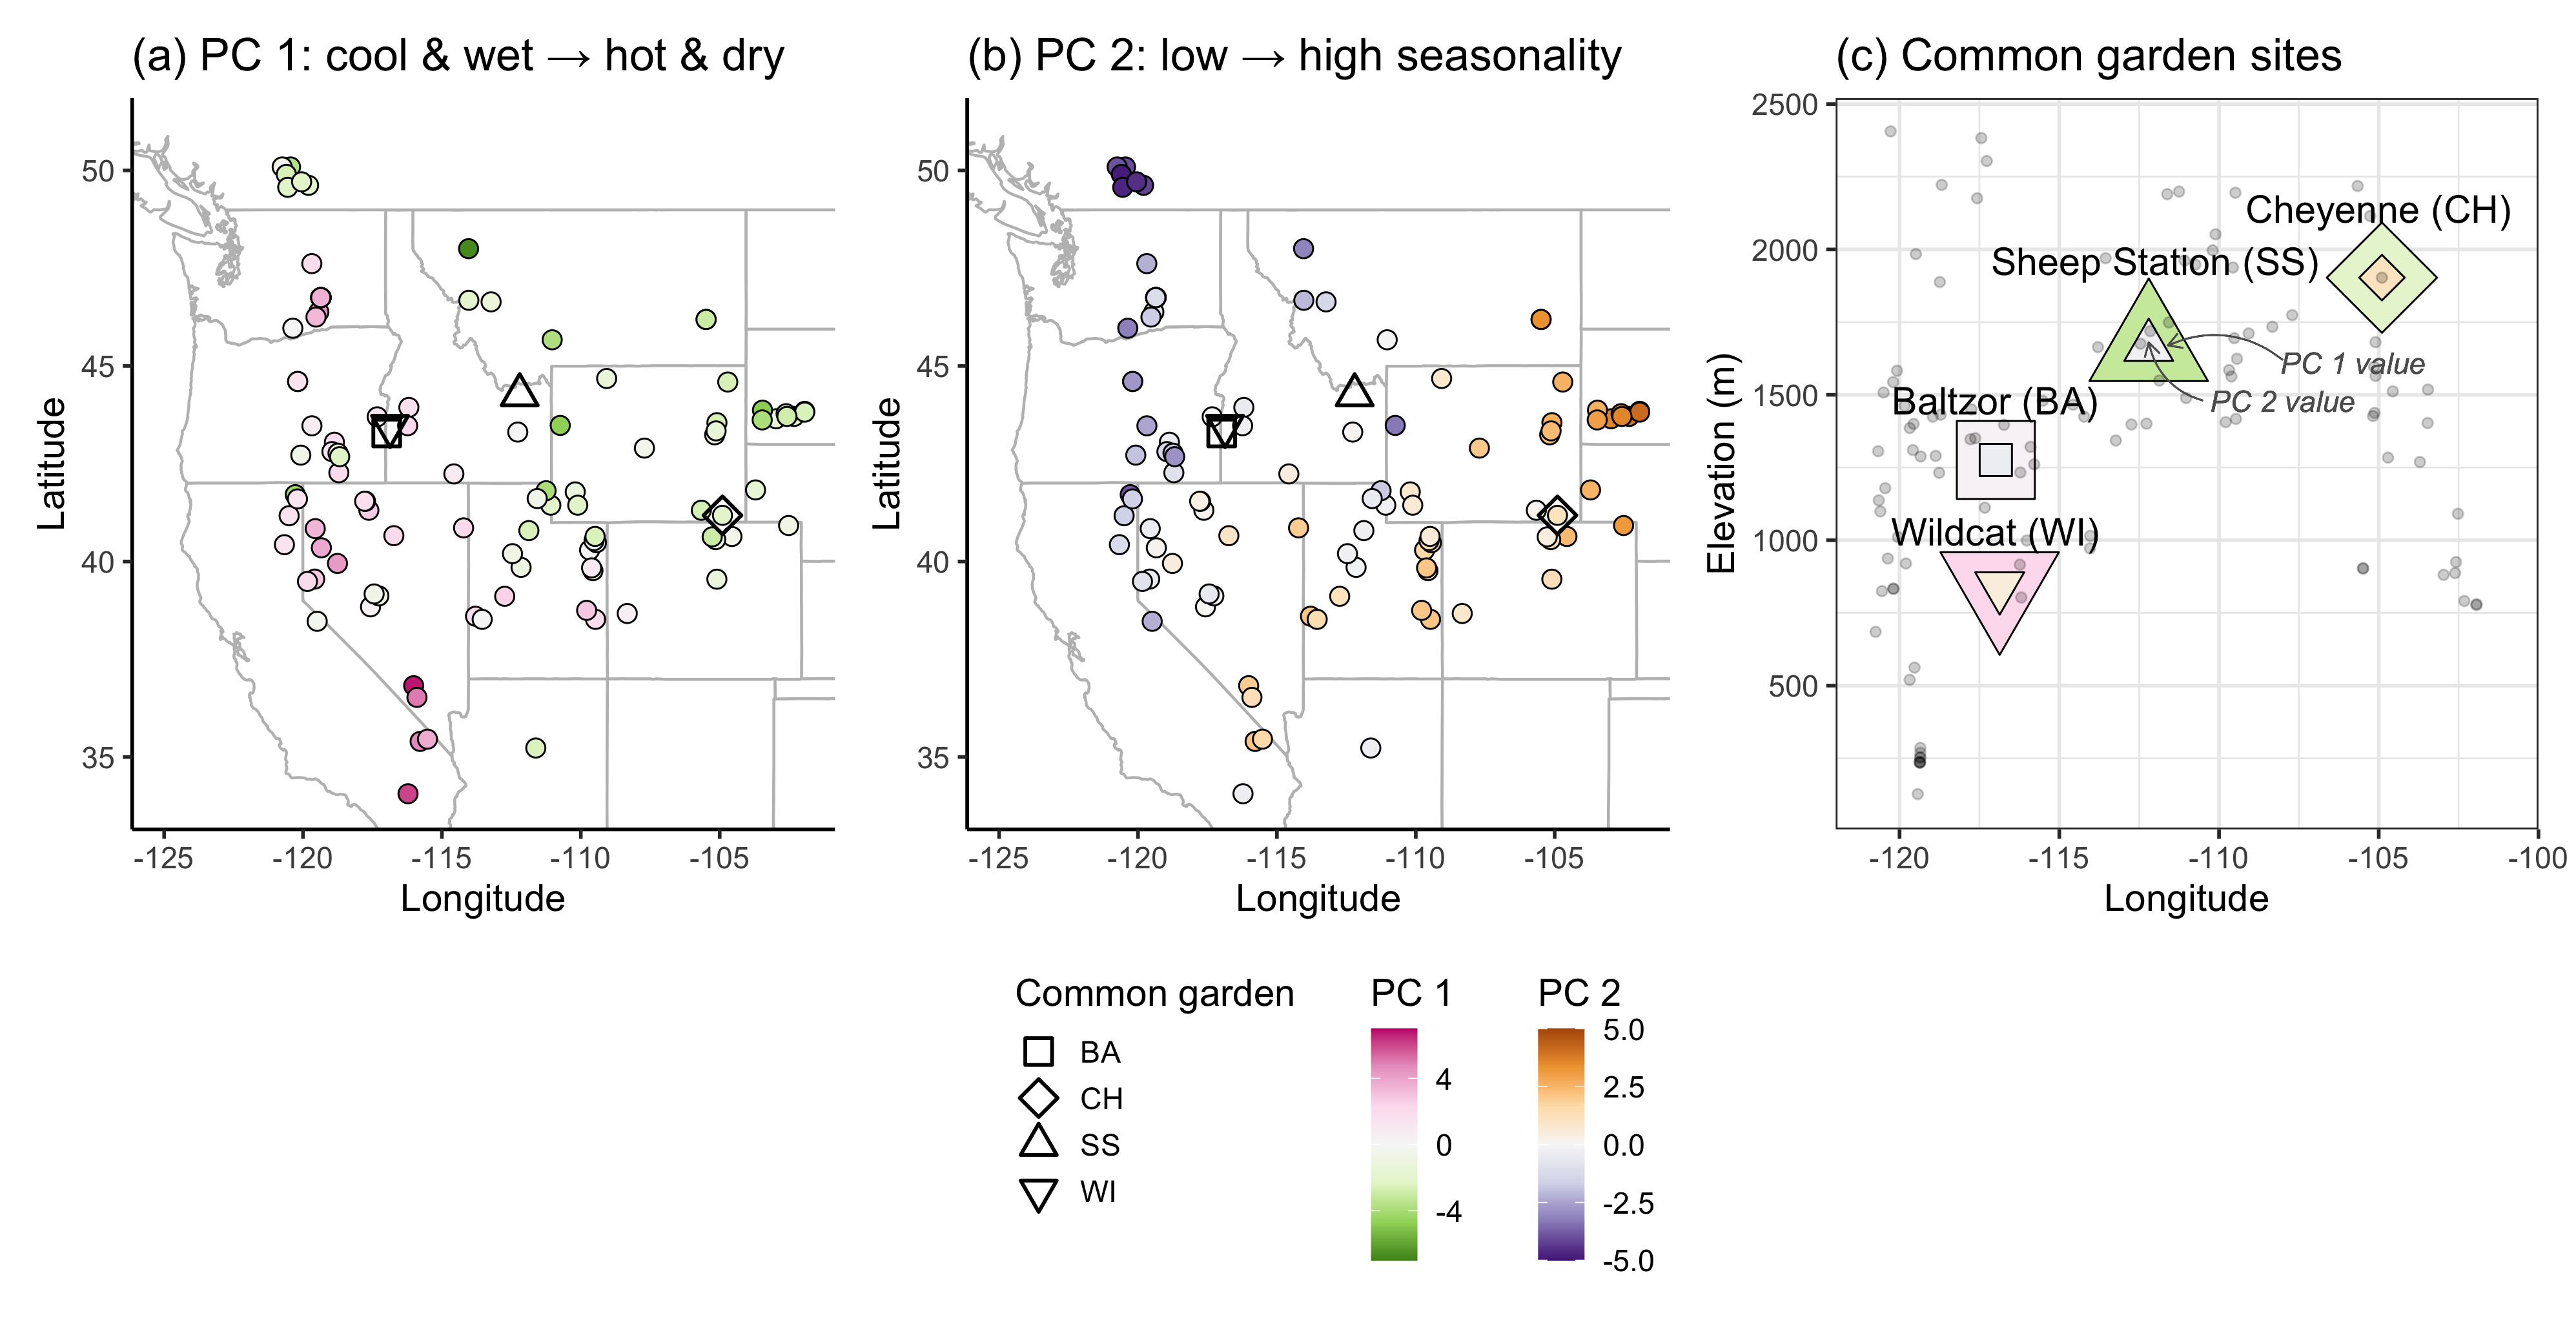 (a) PC 1: cool & wet → hot & dry
50
45
40
35
Latitude
-125 -120 -115 -110 -105
Longitude
(b) PC 2: low → high seasonality
50
45
40
35
Latitude
-125 -120 -115 -110 -105
Longitude
(c) Common garden sites
2500
2000
1500
1000
500
Elevation (m)
Cheyenne (CH)
Sheep Station (SS)
PC 1 value
PC 2 value
Baltzor (BA)
Wildcat (WI)
-120 -115 -110 -105 -100
Longitude
Common garden
BA
CH
SS
WI
PC 1
4
0
-4
PC 2
5.0
2.5
0.0
-2.5
-5.0